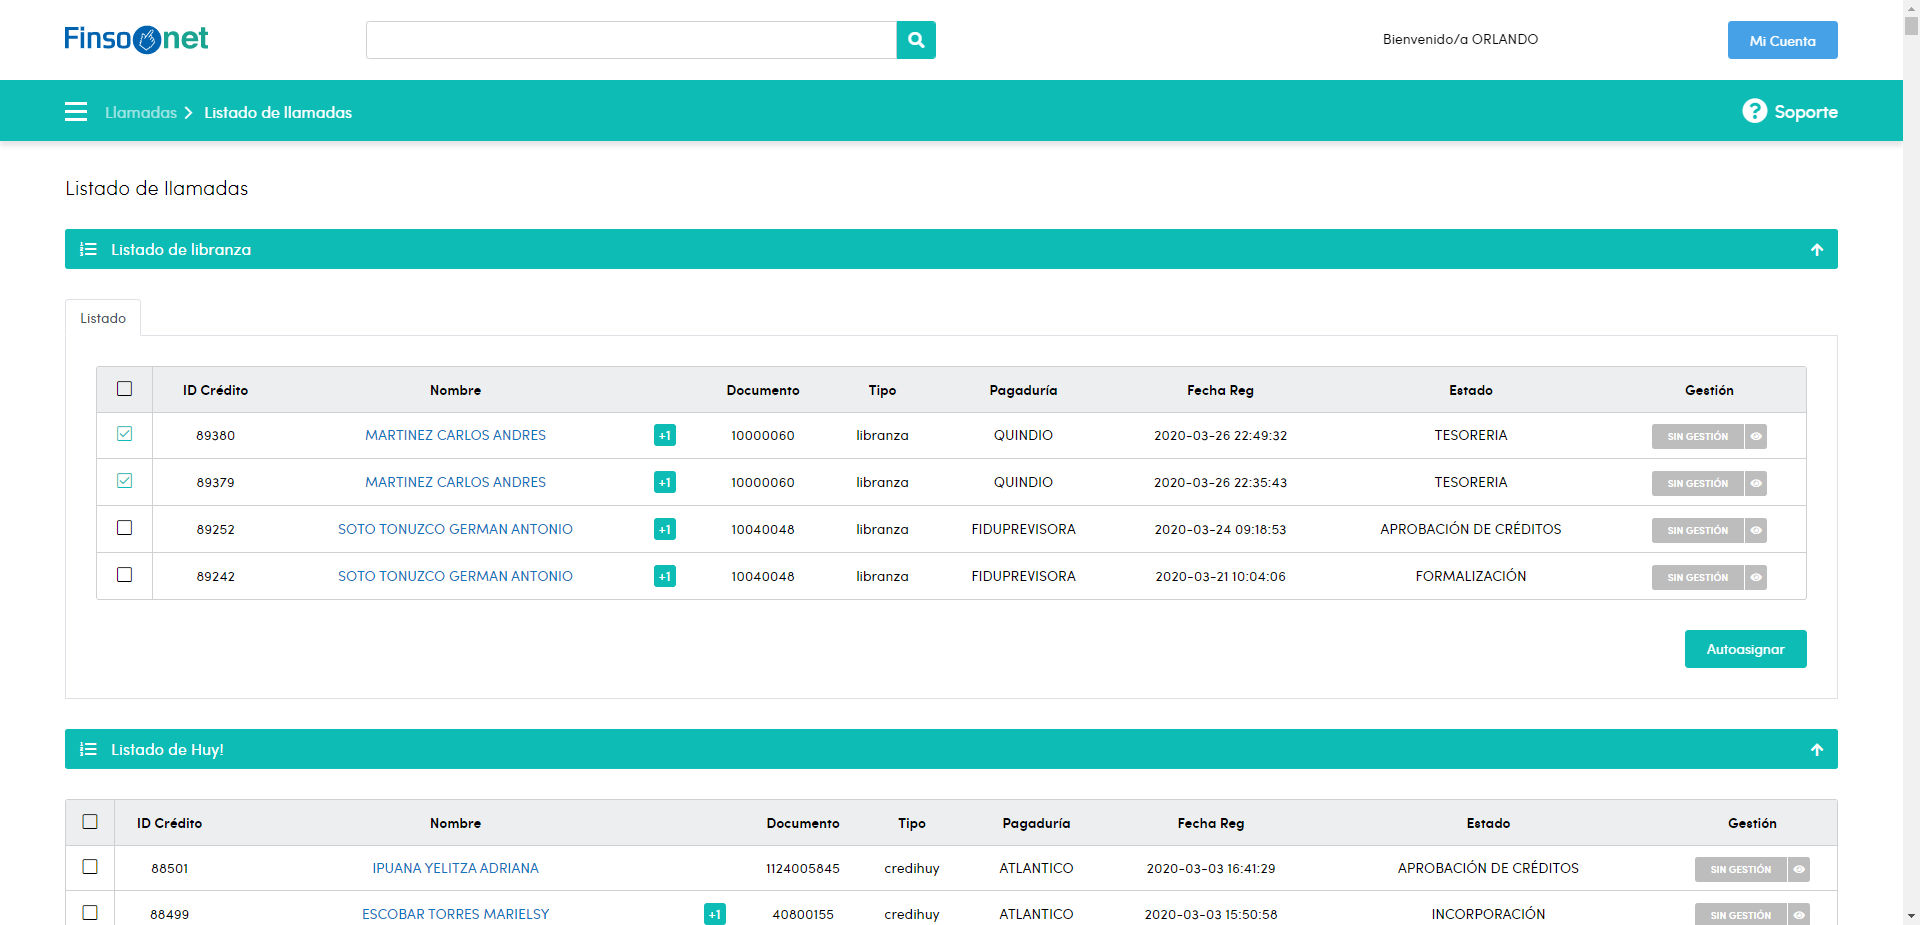 Finsonet
Bienvenido/a ORLANDO
Mi Cuenta
Llamadas > Listado de llamadas
? Soporte
Listado de llamadas
Listado de libranza
Listado
ID Crédito Nombre Documento Tipo Pagaduría Fecha Reg Estado Gestión
89380 MARTINEZ CARLOS ANDRES +1 10000060 libranza QUINDIO 2020-03-26 22:49:32 TESORERIA SIN GESTIÓN
89379 MARTINEZ CARLOS ANDRES +1 10000060 libranza QUINDIO 2020-03-26 22:35:43 TESORERIA SIN GESTIÓN
89252 SOTO TONUZCO GERMAN ANTONIO +1 10040048 libranza FIDUPREVISORA 2020-03-24 09:18:53 APROBACIÓN DE CRÉDITOS SIN GESTIÓN
89242 SOTO TONUZCO GERMAN ANTONIO +1 10040048 libranza FIDUPREVISORA 2020-03-21 10:04:06 FORMALIZACIÓN SIN GESTIÓN
Autoasignar
Listado de Huy!
ID Crédito Nombre Documento Tipo Pagaduría Fecha Reg Estado Gestión
88501 IPUANA YELITZA ADRIANA 1124005845 credihuy ATLANTICO 2020-03-03 16:41:29 APROBACIÓN DE CRÉDITOS SIN GESTIÓN
88499 ESCOBAR TORRES MARIELSY +1 40800155 credihuy ATLANTICO 2020-03-03 15:50:58 INCORPORACIÓN SIN GESTIÓN